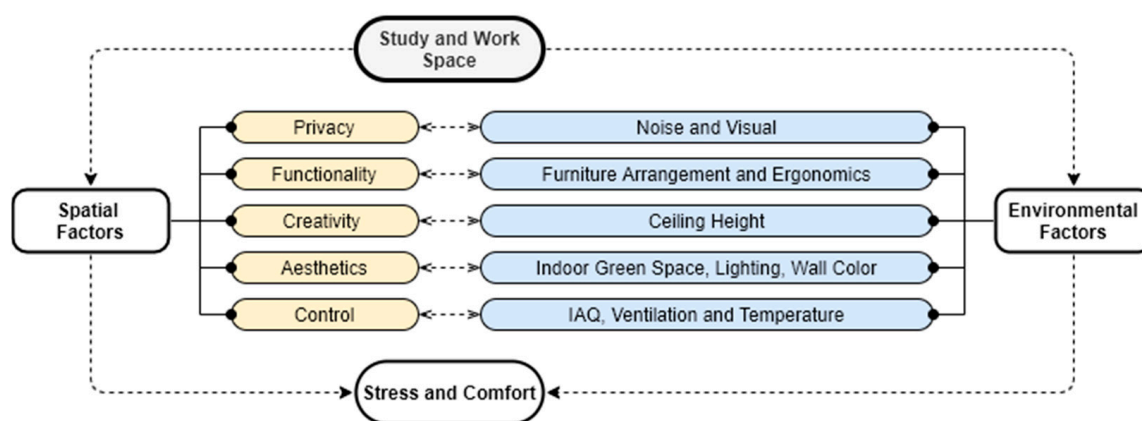 Study and Work
Space
Privacy
Noise and Visual
Functionality
Furniture Arrangement and Ergonomics
Spatial
Factors
Creativity
Ceiling Height
Environmental
Factors
Aesthetics
Indoor Green Space, Lighting, Wall Color
Control
IAQ, Ventilation and Temperature
Stress and Comfort